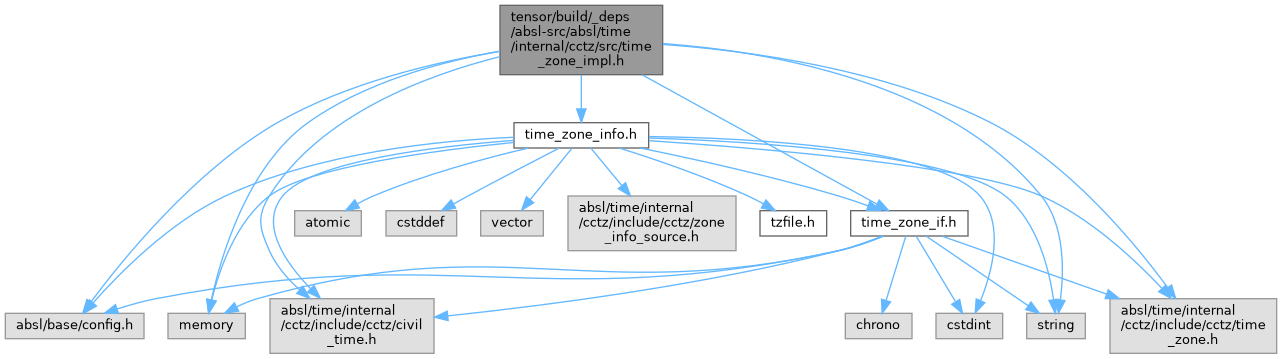 tensor/build/_deps
/absl-src/absl/time
/internal/cctz/src/time
_zone_impl.h
time_zone_info.h
atomic
cstddef
vector
absl/time/internal
/cctz/include/cctz/zone
_info_source.h
tzfile.h
time_zone_if.h
absl/base/config.h
memory
absl/time/internal
/cctz/include/cctz/civil
_time.h
chrono
cstdint
string
absl/time/internal
/cctz/include/cctz/time
_zone.h